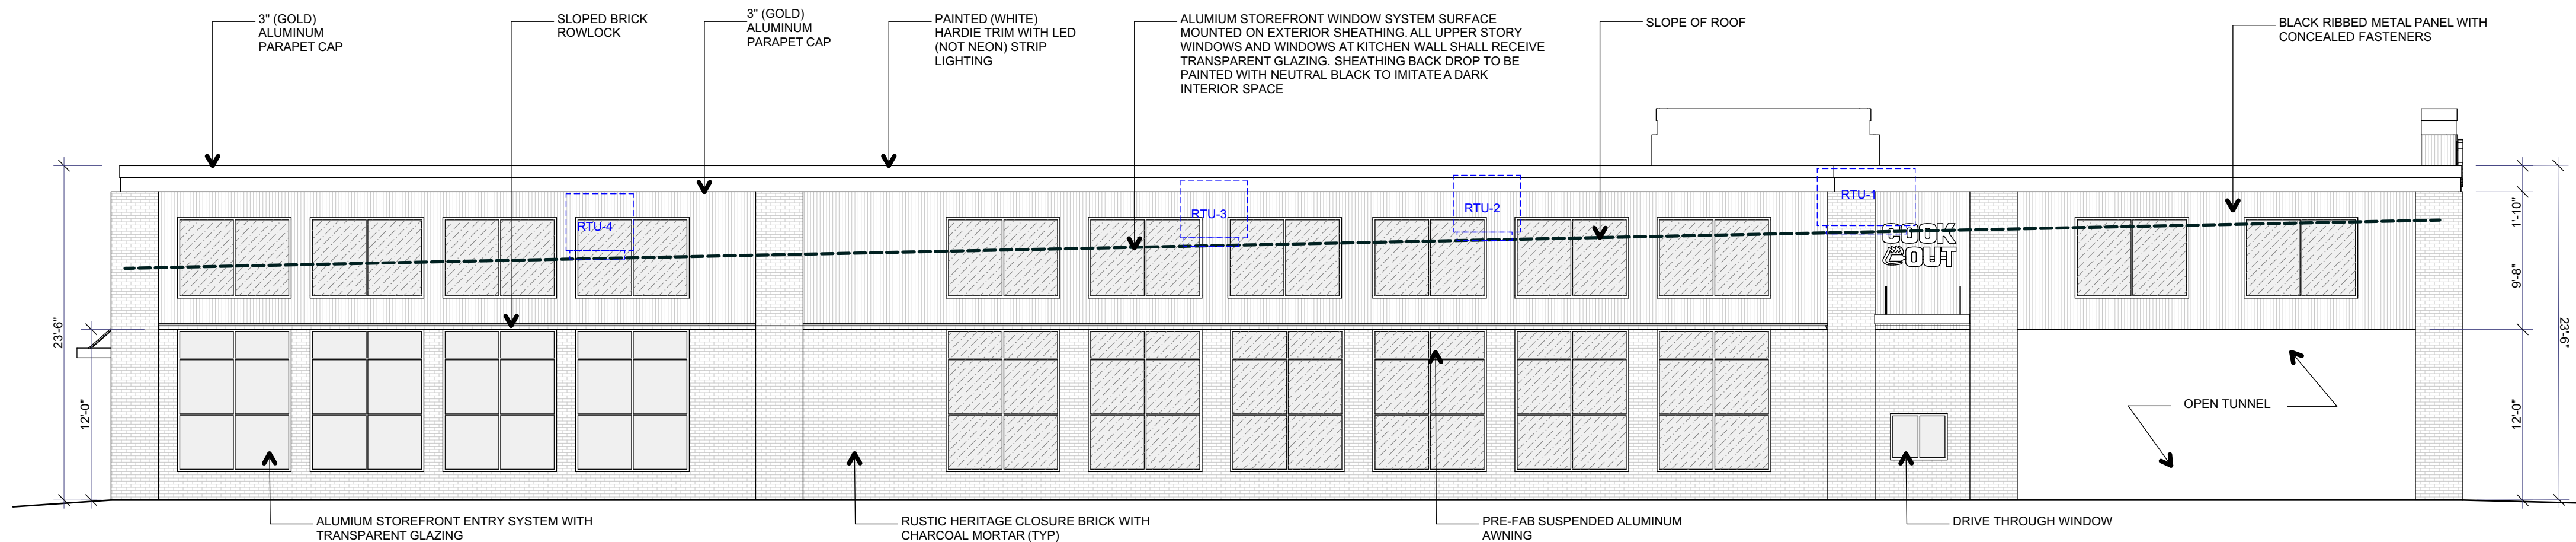 3" (GOLD)
ALUMINUM
PARAPET CAP
SLOPED BRICK
ROWLOCK
3" (GOLD)
ALUMINUM
PARAPET CAP
PAINTED (WHITE)
HARDIE TRIM WITH LED
(NOT NEON) STRIP
LIGHTING
ALUMIUM STOREFRONT WINDOW SYSTEM SURFACE
MOUNTED ON EXTERIOR SHEATHING. ALL UPPER STORY
WINDOWS AND WINDOWS AT KITCHEN WALL SHALL RECEIVE
TRANSPARENT GLAZING. SHEATHING BACK DROP TO BE
PAINTED WITH NEUTRAL BLACK TO IMITATE A DARK
INTERIOR SPACE
SLOPE OF ROOF
BLACK RIBBED METAL PANEL WITH
CONCEALED FASTENERS
23'-6"
12'-0"
RTU-4
RTU-3
RTU-2
RTU-1
COOK
OUT
1'-10"
9'-8"
12'-0"
23'-6"
OPEN TUNNEL
ALUMIUM STOREFRONT ENTRY SYSTEM WITH
TRANSPARENT GLAZING
RUSTIC HERITAGE CLOSURE BRICK WITH
CHARCOAL MORTAR (TYP)
PRE-FAB SUSPENDED ALUMINUM
AWNING
DRIVE THROUGH WINDOW